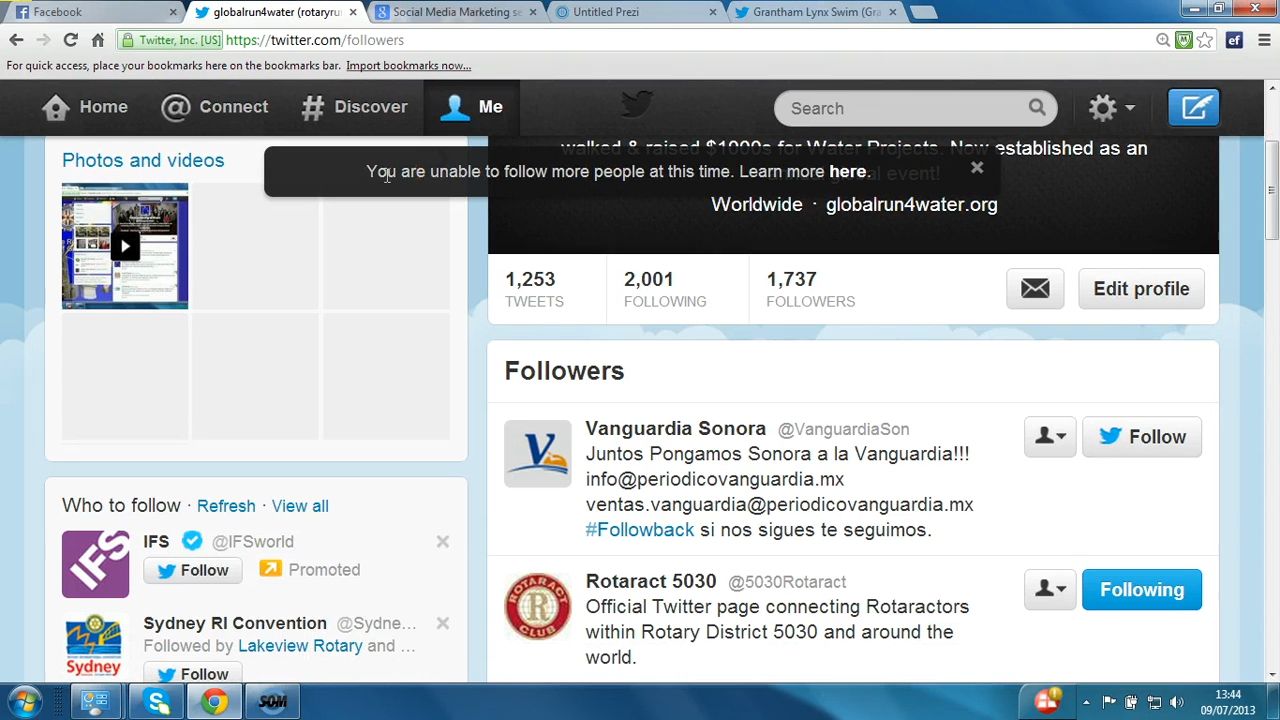 Facebook
globalrun4water (rotaryru
Social Media Marketing se
Untitled Prezi
Grantham Lynx Swim (Gra
Twitter, Inc. [US] https://twitter.com/followers
ef
For quick access, place your bookmarks here on the bookmarks bar. Import bookmarks now...
Home
@ Connect
# Discover
Me
Search
Photos and videos
You are unable to follow more people at this time. Learn more here.
walked & raised $1000s for Water Projects. Now established as an
al event!
Worldwide · globalrun4water.org
1,253
TWEETS
2,001
FOLLOWING
1,737
FOLLOWERS
Edit profile
Followers
Vanguardia Sonora @VanguardiaSon
Juntos Pongamos Sonora a la Vanguardia!!!
info@periodicovanguardia.mx
ventas.vanguardia@periodicovanguardia.mx
#Followback si nos sigues te seguimos.
Follow
Rotaract 5030 @5030Rotaract
Official Twitter page connecting Rotaractors
within Rotary District 5030 and around the
world.
Following
Who to follow · Refresh · View all
IFS
IFS @IFSworld
Follow
Promoted
Sydney RI Convention @Sydne...
Followed by Lakeview Rotary and ...
Follow
Sydney
ROTARACT
CLUB
SOM
13:44
09/07/2013